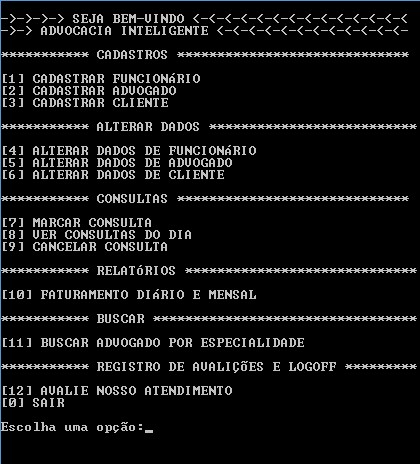 ->->->-> SEJA BEM-VINDO <-<-<-<-<-<-<-<-<-<-<-<-<-
->-> ADVOCACIA INTELIGENTE <-<-<-<-<-<-<-<-<-<-<-<-
*********** CADASTROS *****************************
[1] CADASTRAR FUNCIONáRIO
[2] CADASTRAR ADVOGADO
[3] CADASTRAR CLIENTE
*********** ALTERAR DADOS *************************
[4] ALTERAR DADOS DE FUNCIONáRIO
[5] ALTERAR DADOS DE ADVOGADO
[6] ALTERAR DADOS DE CLIENTE
*********** CONSULTAS *****************************
[7] MARCAR CONSULTA
[8] VER CONSULTAS DO DIA
[9] CANCELAR CONSULTA
*********** RELATóRIOS ****************************
[10] FATURAMENTO DIáRIO E MENSAL
*********** BUSCAR ********************************
[11] BUSCAR ADVOGADO POR ESPECIALIDADE
*********** REGISTRO DE AVALIÇõES E LOGOFF *********
[12] AVALIE NOSSO ATENDIMENTO
[0] SAIR
Escolha uma opção:_